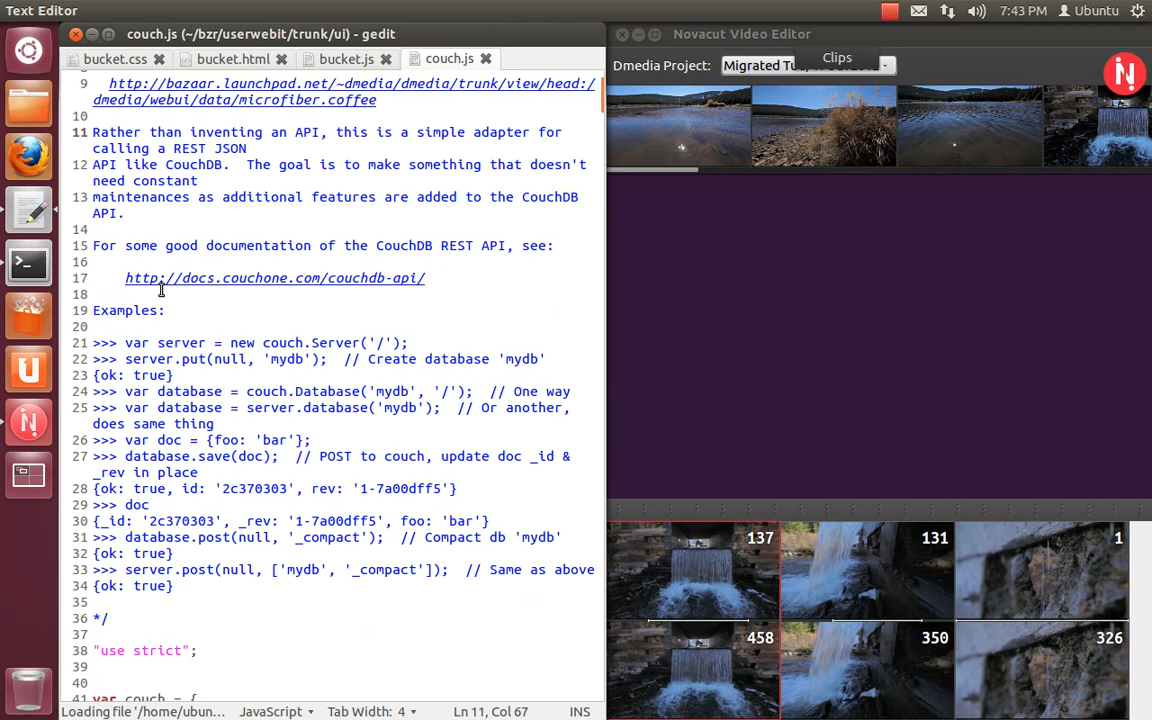 Text Editor
7:43 PM
Ubuntu
couch.js (~/bzr/userwebit/trunk/ui) - gedit
bucket.css
bucket.html
bucket.js
couch.js
9 http://bazaar.launchpad.net/~dmedia/dmedia/trunk/view/head:/
dmedia/webui/data/microfiber.coffee
10
11 Rather than inventing an API, this is a simple adapter for
calling a REST JSON
12 API like CouchDB. The goal is to make something that doesn't
need constant
13 maintenances as additional features are added to the CouchDB
API.
14
15 For some good documentation of the CouchDB REST API, see:
16
17 http://docs.couchone.com/couchdb-api/
18
19 Examples:
20
21 >>> var server = new couch.Server('/');
22 >>> server.put(null, 'mydb'); // Create database 'mydb'
23 {ok: true}
24 >>> var database = couch.Database('mydb', '/'); // One way
25 >>> var database = server.database('mydb'); // Or another,
does same thing
26 >>> var doc = {foo: 'bar'};
27 >>> database.save(doc); // POST to couch, update doc _id &
_rev in place
28 {ok: true, id: '2c370303', rev: '1-7a00dff5'}
29 >>> doc
30 {_id: '2c370303', _rev: '1-7a00dff5', foo: 'bar'}
31 >>> database.post(null, '_compact'); // Compact db 'mydb'
32 {ok: true}
33 >>> server.post(null, ['mydb', '_compact']); // Same as above
34 {ok: true}
35
36 */
37
38 "use strict";
39
40
41 var couch = {
Loading file '/home/ubun...
JavaScript
Tab Width: 4
Ln 11, Col 67
INS
Novacut Video Editor
Clips
Dmedia Project:
Migrated
137
131
1
458
350
326